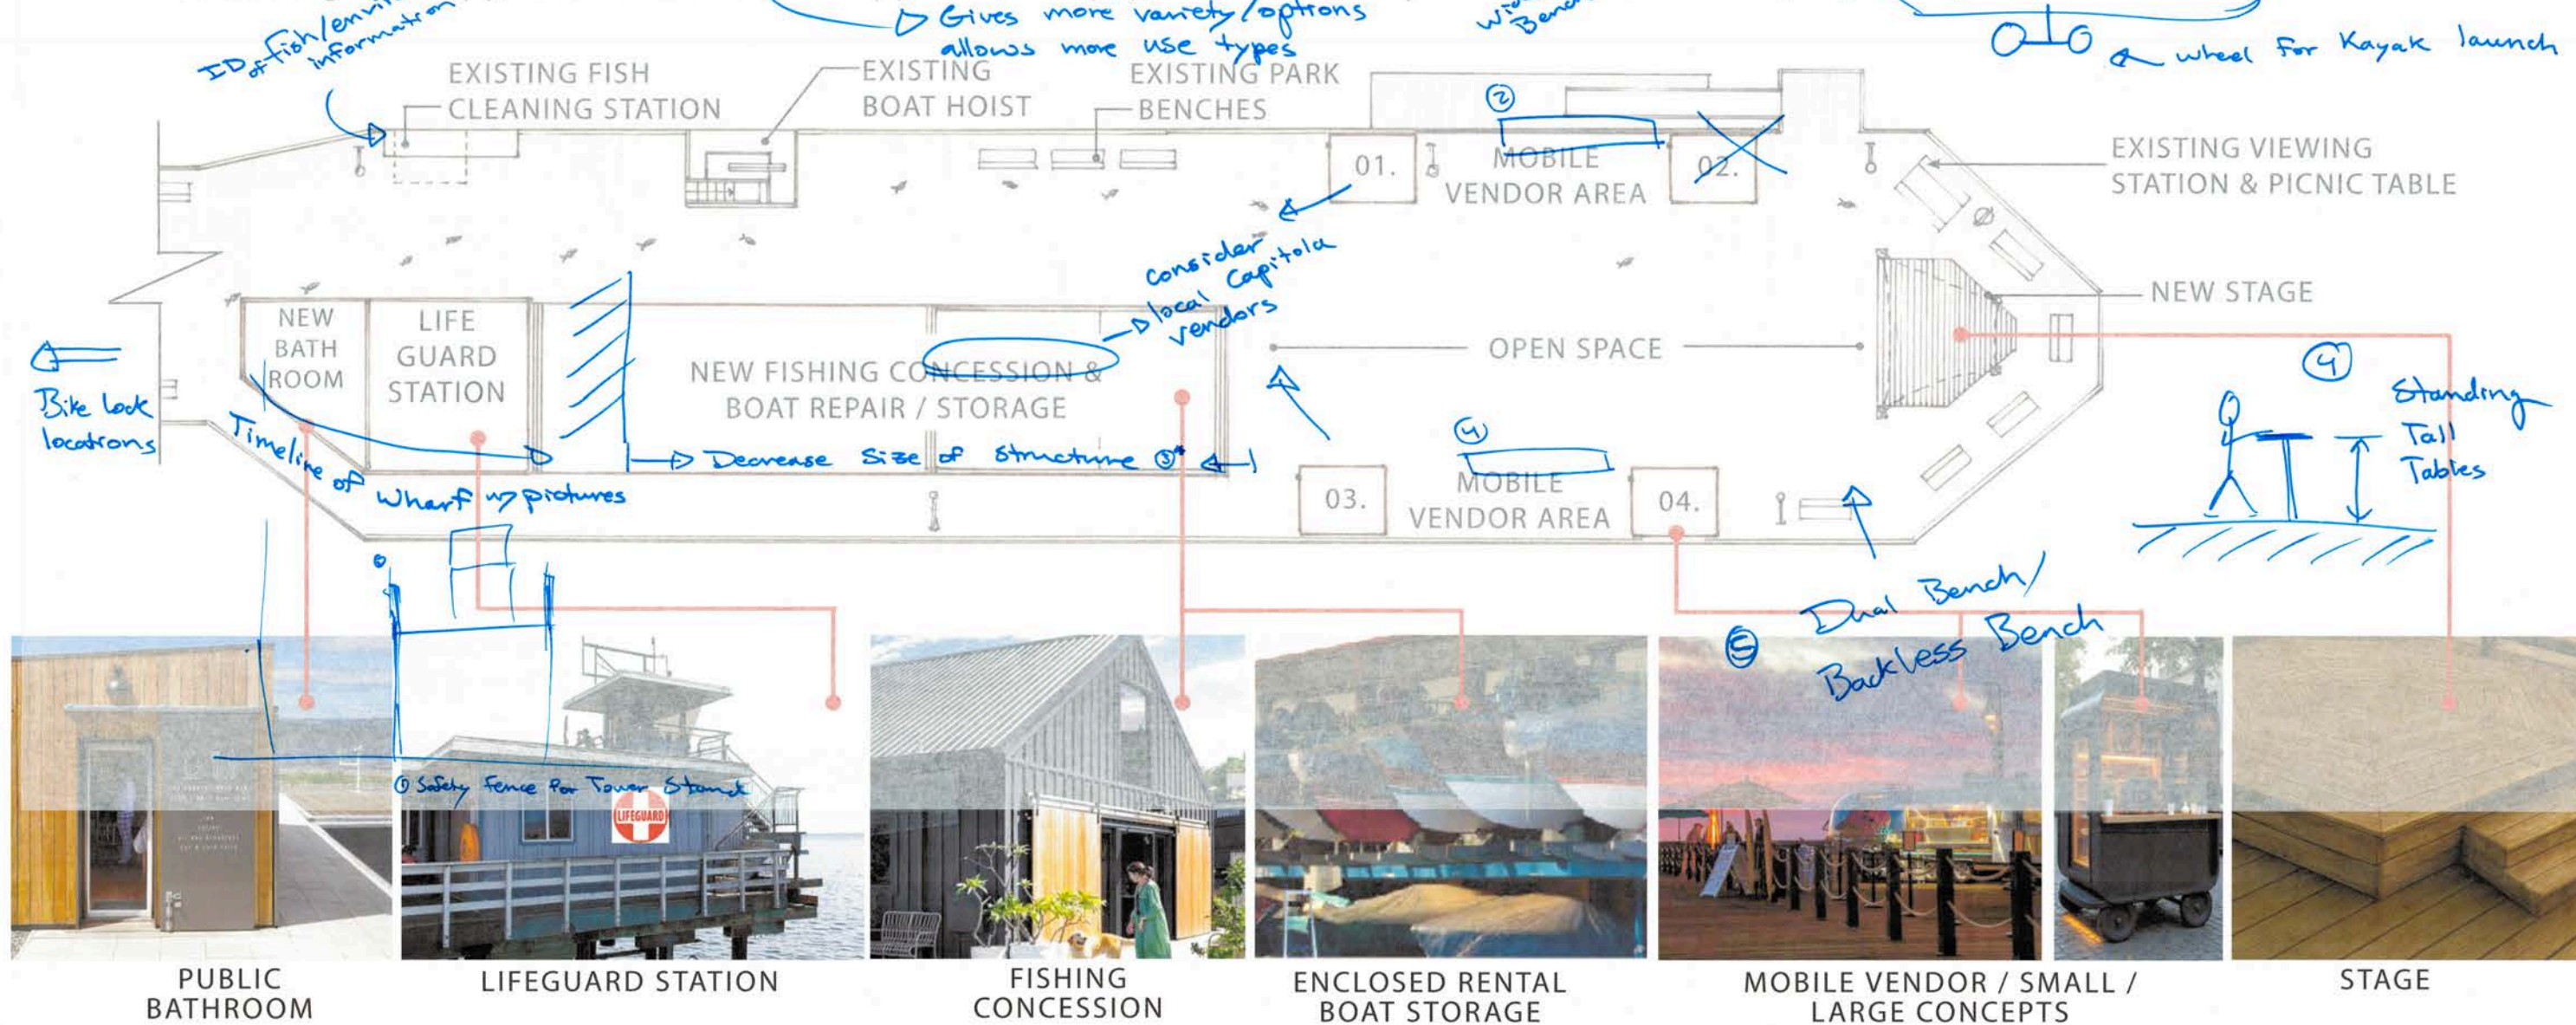 Gives more variety/options
allows more use types
wheel for Kayak launch
ID of fish/
information
EXISTING FISH
CLEANING STATION
EXISTING
BOAT HOIST
EXISTING PARK
BENCHES
②
01.
MOBILE
VENDOR AREA
02.
EXISTING VIEWING
STATION & PICNIC TABLE
consider
local Capitola
vendors
NEW STAGE
NEW
BATH
ROOM
LIFE
GUARD
STATION
NEW FISHING CONCESSION &
BOAT REPAIR / STORAGE
OPEN SPACE
Bike lock
locations
④
Standing
Tall
Tables
Decrease Size of Structure ③*
Timeline of Wharf w/ pictures
④
03.
MOBILE
VENDOR AREA
04.
⑤ Dual Bench/
Backless Bench
① Safety fence for Tower Stand
LIFEGUARD
PUBLIC
BATHROOM
LIFEGUARD STATION
FISHING
CONCESSION
ENCLOSED RENTAL
BOAT STORAGE
MOBILE VENDOR / SMALL /
LARGE CONCEPTS
STAGE